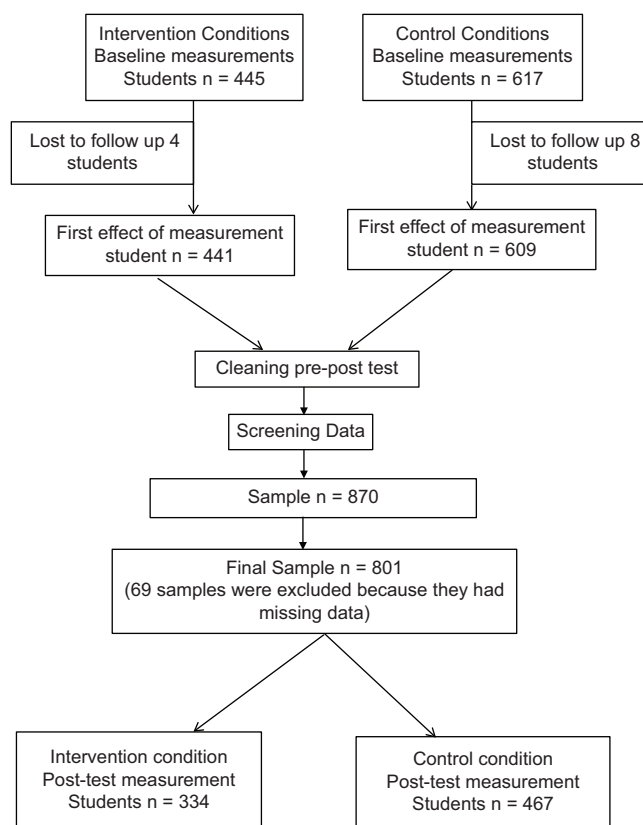 Intervention Conditions
Baseline measurements
Students n = 445
Control Conditions
Baseline measurements
Students n = 617
Lost to follow up 4
students
Lost to follow up 8
students
First effect of measurement
student n = 441
First effect of measurement
student n = 609
Cleaning pre-post test
Screening Data
Sample n = 870
Final Sample n = 801
(69 samples were excluded because they had
missing data)
Intervention condition
Post-test measurement
Students n = 334
Control condition
Post-test measurement
Students n = 467